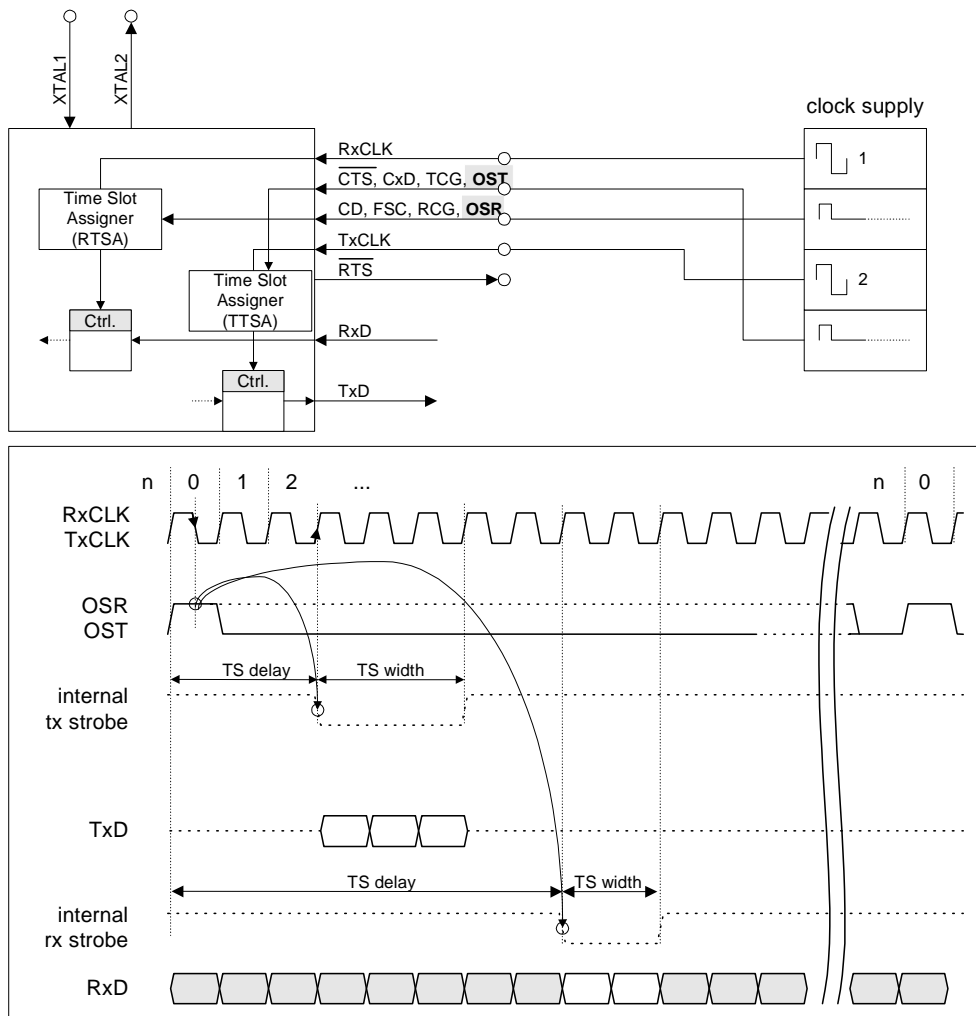 XTAL1
XTAL2
clock supply
RxCLK
1
CTS, CxD, TCG, OST
Time Slot
Assigner
(RTSA)
CD, FSC, RCG, OSR
TxCLK
RTS
2
Time Slot
Assigner
(TTSA)
Ctrl.
RxD
Ctrl.
TxD
n 0 1 2 ... n 0
RxCLK
TxCLK
OSR
OST
TS delay TS width
internal
tx strobe
TxD
TS delay TS width
internal
rx strobe
RxD